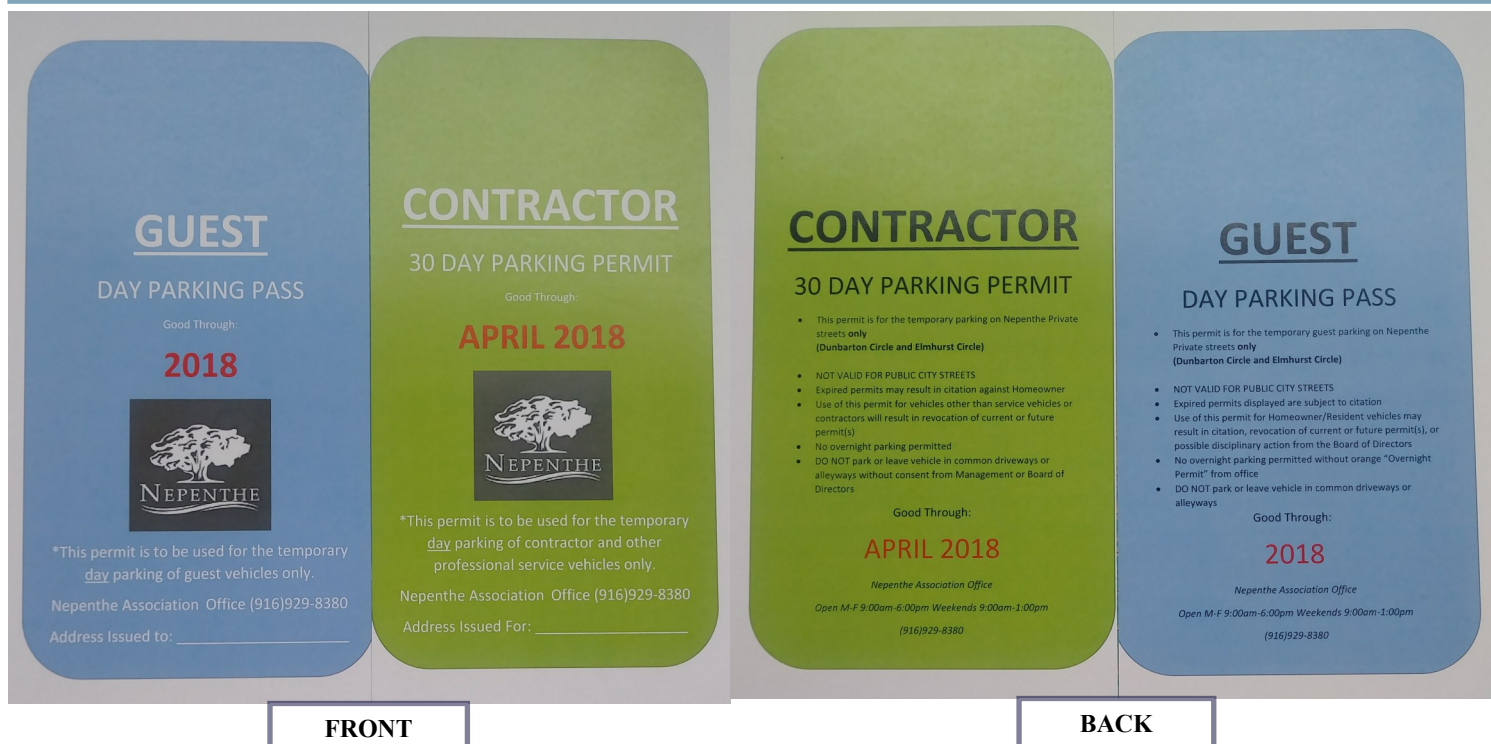 GUEST
DAY PARKING PASS
Good Through:
2018
NEPENTHE
*This permit is to be used for the temporary
day parking of guest vehicles only.
Nepenthe Association Office (916)929-8380
Address Issued to:
CONTRACTOR
30 DAY PARKING PERMIT
Good Through:
APRIL 2018
NEPENTHE
*This permit is to be used for the temporary
day parking of contractor and other
professional service vehicles only.
Nepenthe Association Office (916)929-8380
Address Issued For:
FRONT
CONTRACTOR
30 DAY PARKING PERMIT
• This permit is for the temporary parking on Nepenthe Private
streets only
(Dunbarton Circle and Elmhurst Circle)
• NOT VALID FOR PUBLIC CITY STREETS
• Expired permits may result in citation against Homeowner
• Use of this permit for vehicles other than service vehicles or
contractors will result in revocation of current or future
permit(s)
• No overnight parking permitted
• DO NOT park or leave vehicle in common driveways or
alleyways without consent from Management or Board of
Directors
Good Through:
APRIL 2018
Nepenthe Association Office
Open M-F 9:00am-6:00pm Weekends 9:00am-1:00pm
(916)929-8380
GUEST
DAY PARKING PASS
• This permit is for the temporary guest parking on Nepenthe
Private streets only
(Dunbarton Circle and Elmhurst Circle)
• NOT VALID FOR PUBLIC CITY STREETS
• Expired permits displayed are subject to citation
• Use of this permit for Homeowner/Resident vehicles may
result in citation, revocation of current or future permit(s), or
possible disciplinary action from the Board of Directors
• No overnight parking permitted without orange "Overnight
Permit" from office
• DO NOT park or leave vehicle in common driveways or
alleyways
Good Through:
2018
Nepenthe Association Office
Open M-F 9:00am-6:00pm Weekends 9:00am-1:00pm
(916)929-8380
BACK